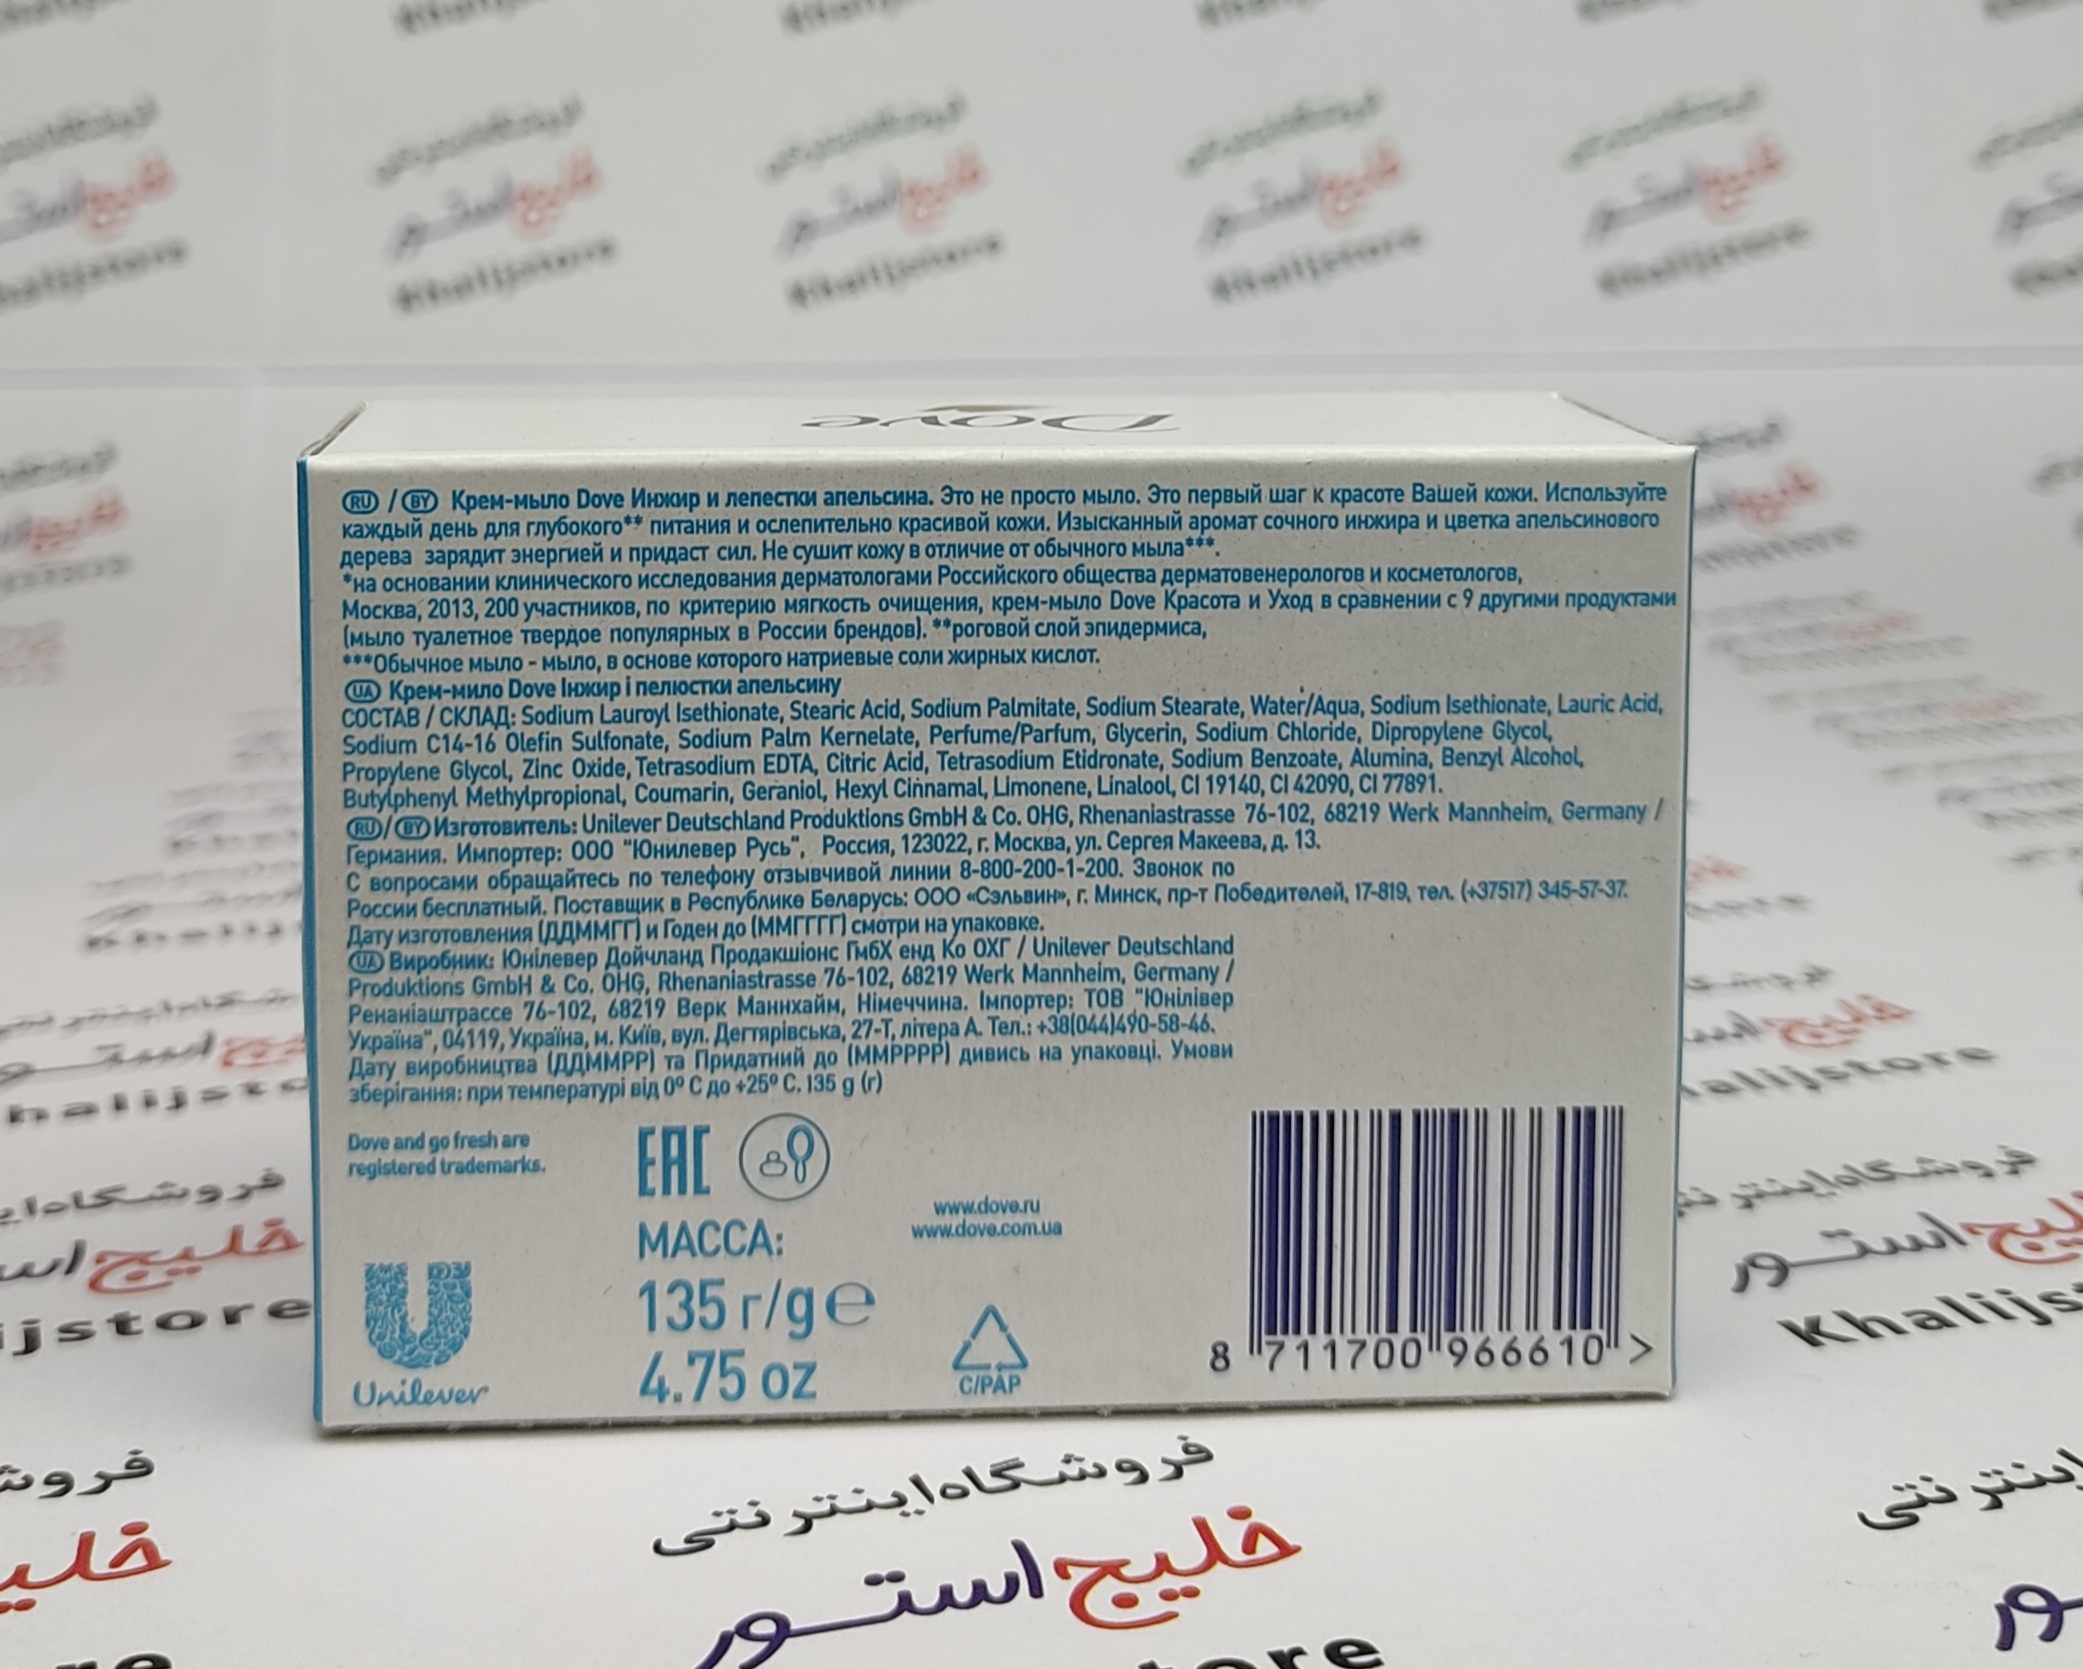 Dove
RU / BY Крем-мыло Dove Инжир и лепестки апельсина. Это не просто мыло. Это первый шаг к красоте Вашей кожи. Используйте
каждый день для глубокого** питания и ослепительно красивой кожи. Изысканный аромат сочного инжира и цветка апельсинового
дерева зарядит энергией и придаст сил. Не сушит кожу в отличие от обычного мыла***.
*на основании клинического исследования дерматологами Российского общества дерматовенерологов и косметологов,
Москва, 2013, 200 участников, по критерию мягкость очищения, крем-мыло Dove Красота и Уход в сравнении с 9 другими продуктами
(мыло туалетное твердое популярных в России брендов). **роговой слой эпидермиса,
***Обычное мыло - мыло, в основе которого натриевые соли жирных кислот.
UA Крем-мило Dove Інжир і пелюстки апельсину
СОСТАВ / СКЛАД: Sodium Lauroyl Isethionate, Stearic Acid, Sodium Palmitate, Sodium Stearate, Water/Aqua, Sodium Isethionate, Lauric Acid,
Sodium C14-16 Olefin Sulfonate, Sodium Palm Kernelate, Perfume/Parfum, Glycerin, Sodium Chloride, Dipropylene Glycol,
Propylene Glycol, Zinc Oxide, Tetrasodium EDTA, Citric Acid, Tetrasodium Etidronate, Sodium Benzoate, Alumina, Benzyl Alcohol,
Butylphenyl Methylpropional, Coumarin, Geraniol, Hexyl Cinnamal, Limonene, Linalool, CI 19140, CI 42090, CI 77891.
RU / BY Изготовитель: Unilever Deutschland Produktions GmbH & Co. OHG, Rhenaniastrasse 76-102, 68219 Werk Mannheim, Germany /
Германия. Импортер: ООО "Юнилевер Русь", Россия, 123022, г. Москва, ул. Сергея Макеева, д. 13.
С вопросами обращайтесь по телефону отзывчивой линии 8-800-200-1-200. Звонок по
России бесплатный. Поставщик в Республике Беларусь: ООО «Сэльвин», г. Минск, пр-т Победителей, 17-819, тел. (+37517) 345-57-37.
Дату изготовления (ДДММГГ) и Годен до (ММГГГГ) смотри на упаковке.
UA Виробник: Юнілевер Дойчланд Продакшіонс ГмбХ енд Ко ОХГ / Unilever Deutschland
Produktions GmbH & Co. OHG, Rhenaniastrasse 76-102, 68219 Werk Mannheim, Germany /
Ренаніаштрассе 76-102, 68219 Верк Маннхайм, Німеччина. Імпортер: ТОВ "Юнілівер
Україна", 04119, Україна, м. Київ, вул. Дегтярівська, 27-Т, літера А. Тел.: +38(044)490-58-46.
Дату виробництва (ДДММРР) та Придатний до (ММРРРР) дивись на упаковці. Умови
зберігання: при температурі від 0º С до +25º С. 135 g (г)
Dove and go fresh are
registered trademarks.
EAC
www.dove.ru
www.dove.com.ua
МАССА:
135 г/g ℮
4.75 oz
Unilever
C/PAP
8 711700 966610 >
فروشگاه اینترنتی
خلیج استور
Khalijstore